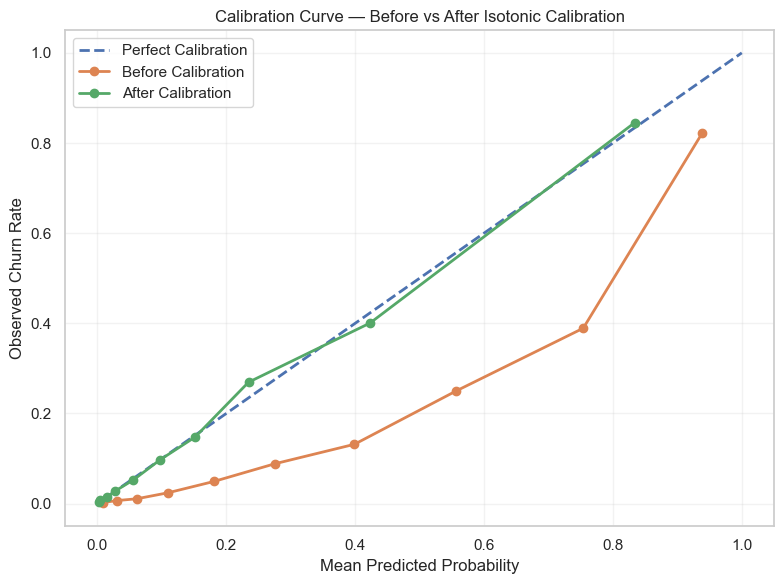 Calibration Curve — Before vs After Isotonic Calibration
Perfect Calibration
Before Calibration
After Calibration
Observed Churn Rate
1.0
0.8
0.6
0.4
0.2
0.0
0.0 0.2 0.4 0.6 0.8 1.0
Mean Predicted Probability